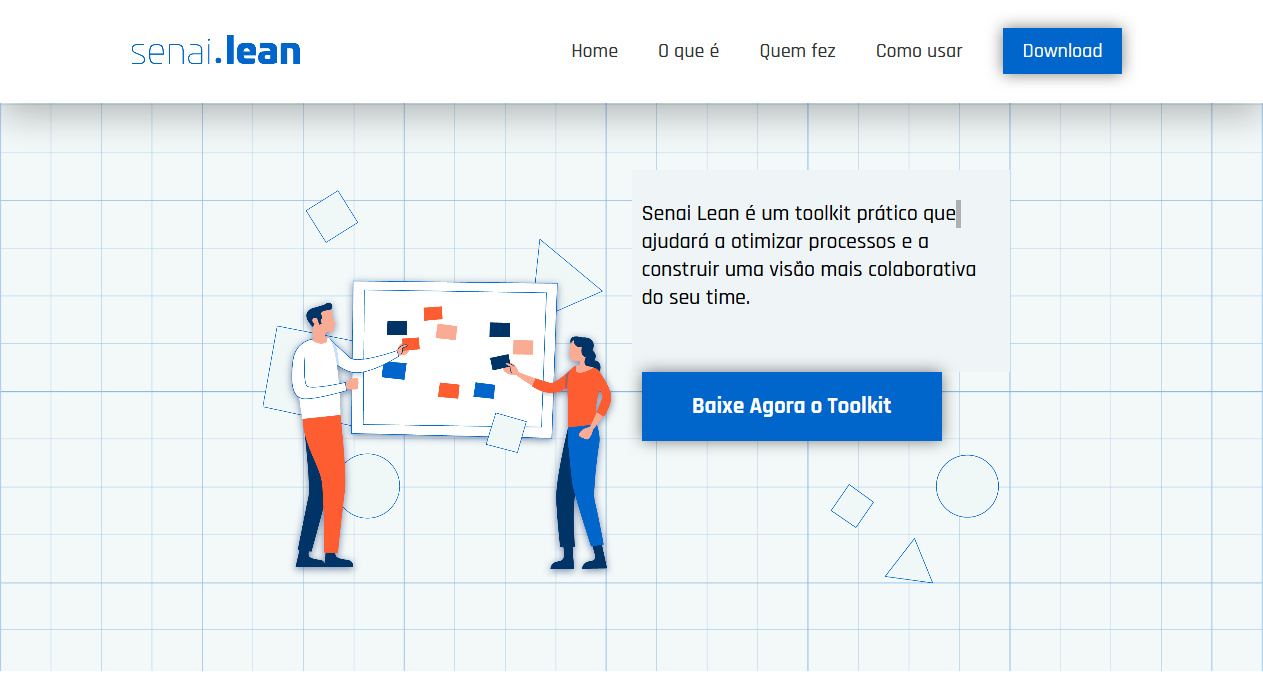 senai.lean
Home
O que é
Quem fez
Como usar
Download
Senai Lean é um toolkit prático que
ajudará a otimizar processos e a
construir uma visão mais colaborativa
do seu time.
Baixe Agora o Toolkit